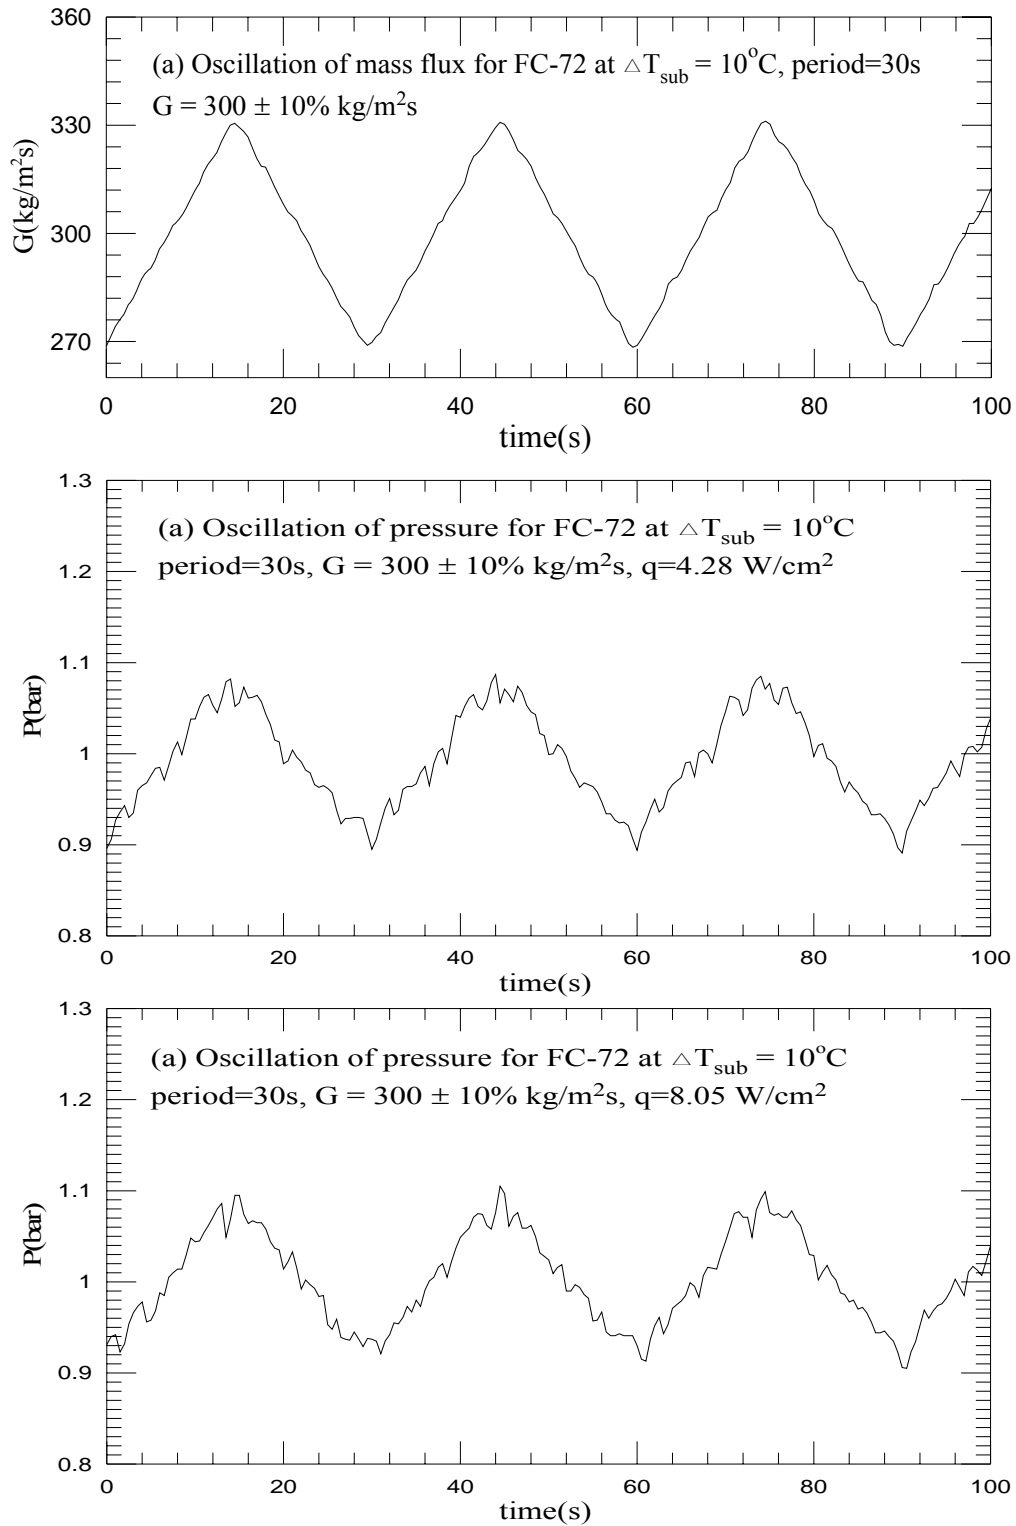 360
(a) Oscillation of mass flux for FC-72 at △Tsub = 10°C, period=30s
G = 300 ± 10% kg/m²s
330
G(kg/m²s)
300
270
0 20 40 60 80 100
time(s)
1.3
(a) Oscillation of pressure for FC-72 at △Tsub = 10°C
period=30s, G = 300 ± 10% kg/m²s, q=4.28 W/cm²
1.2
1.1
P(bar)
1
0.9
0.8
0 20 40 60 80 100
time(s)
1.3
(a) Oscillation of pressure for FC-72 at △Tsub = 10°C
period=30s, G = 300 ± 10% kg/m²s, q=8.05 W/cm²
1.2
1.1
P(bar)
1
0.9
0.8
0 20 40 60 80 100
time(s)